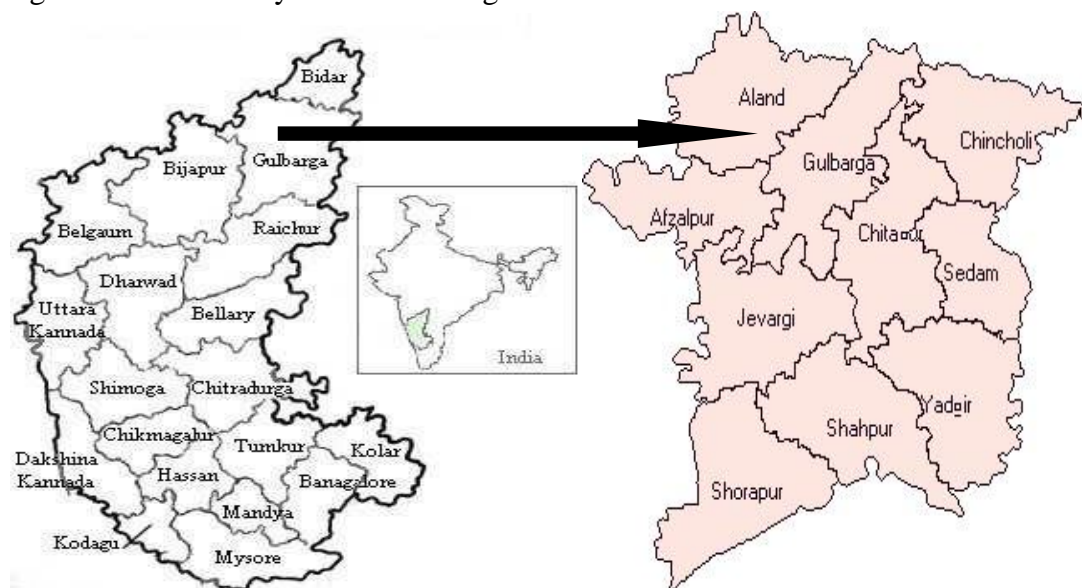 Bidar
Gulbarga
Bijapur
Raichur
Belgaum
Dharwad
Uttara
Kannada
Bellary
Shimoga
Chitradurga
Chikmagalur
Tumkur
Kolar
Dakshina
Kannada
Hassan
Banagalore
Mandya
Kodagu
Mysore
India
Aland
Chincholi
Gulbarga
Afzalpur
Chitapur
Sedam
Jevargi
Yadgir
Shahpur
Shorapur